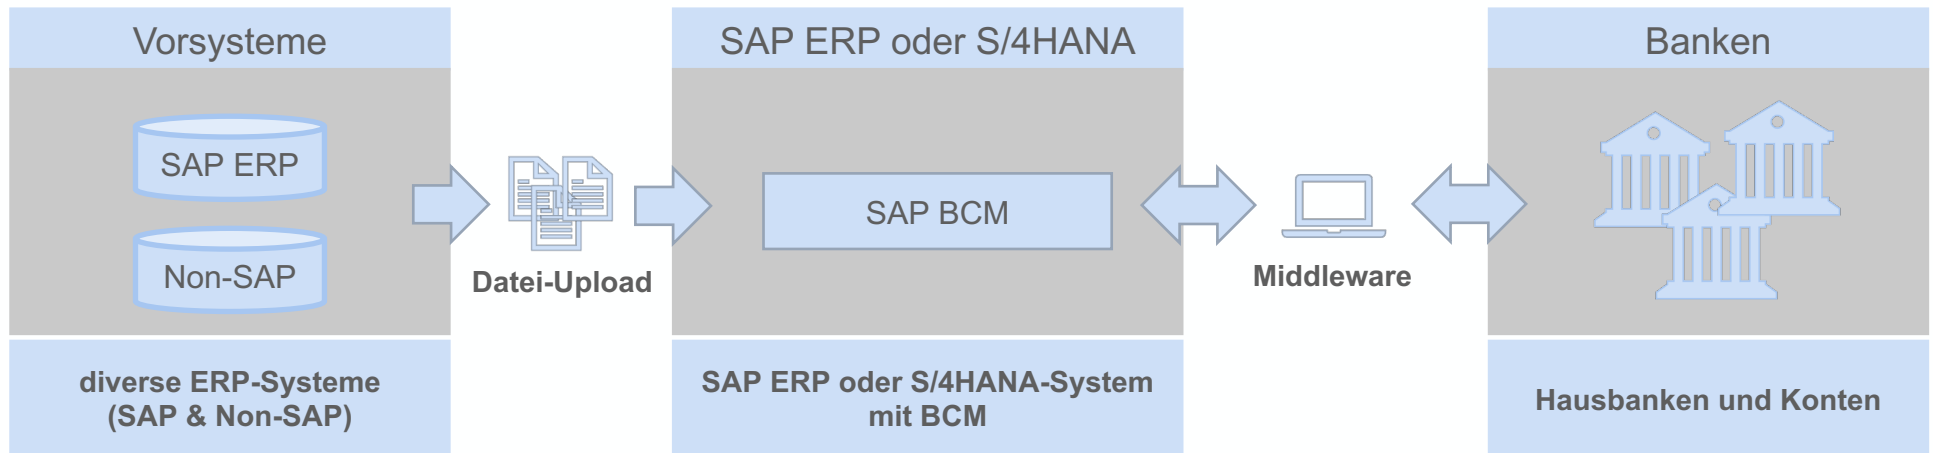 Vorsysteme
SAP ERP
Non-SAP
diverse ERP-Systeme
(SAP & Non-SAP)
Datei-Upload
SAP ERP oder S/4HANA
SAP BCM
SAP ERP oder S/4HANA-System
mit BCM
Middleware
Banken
Hausbanken und Konten